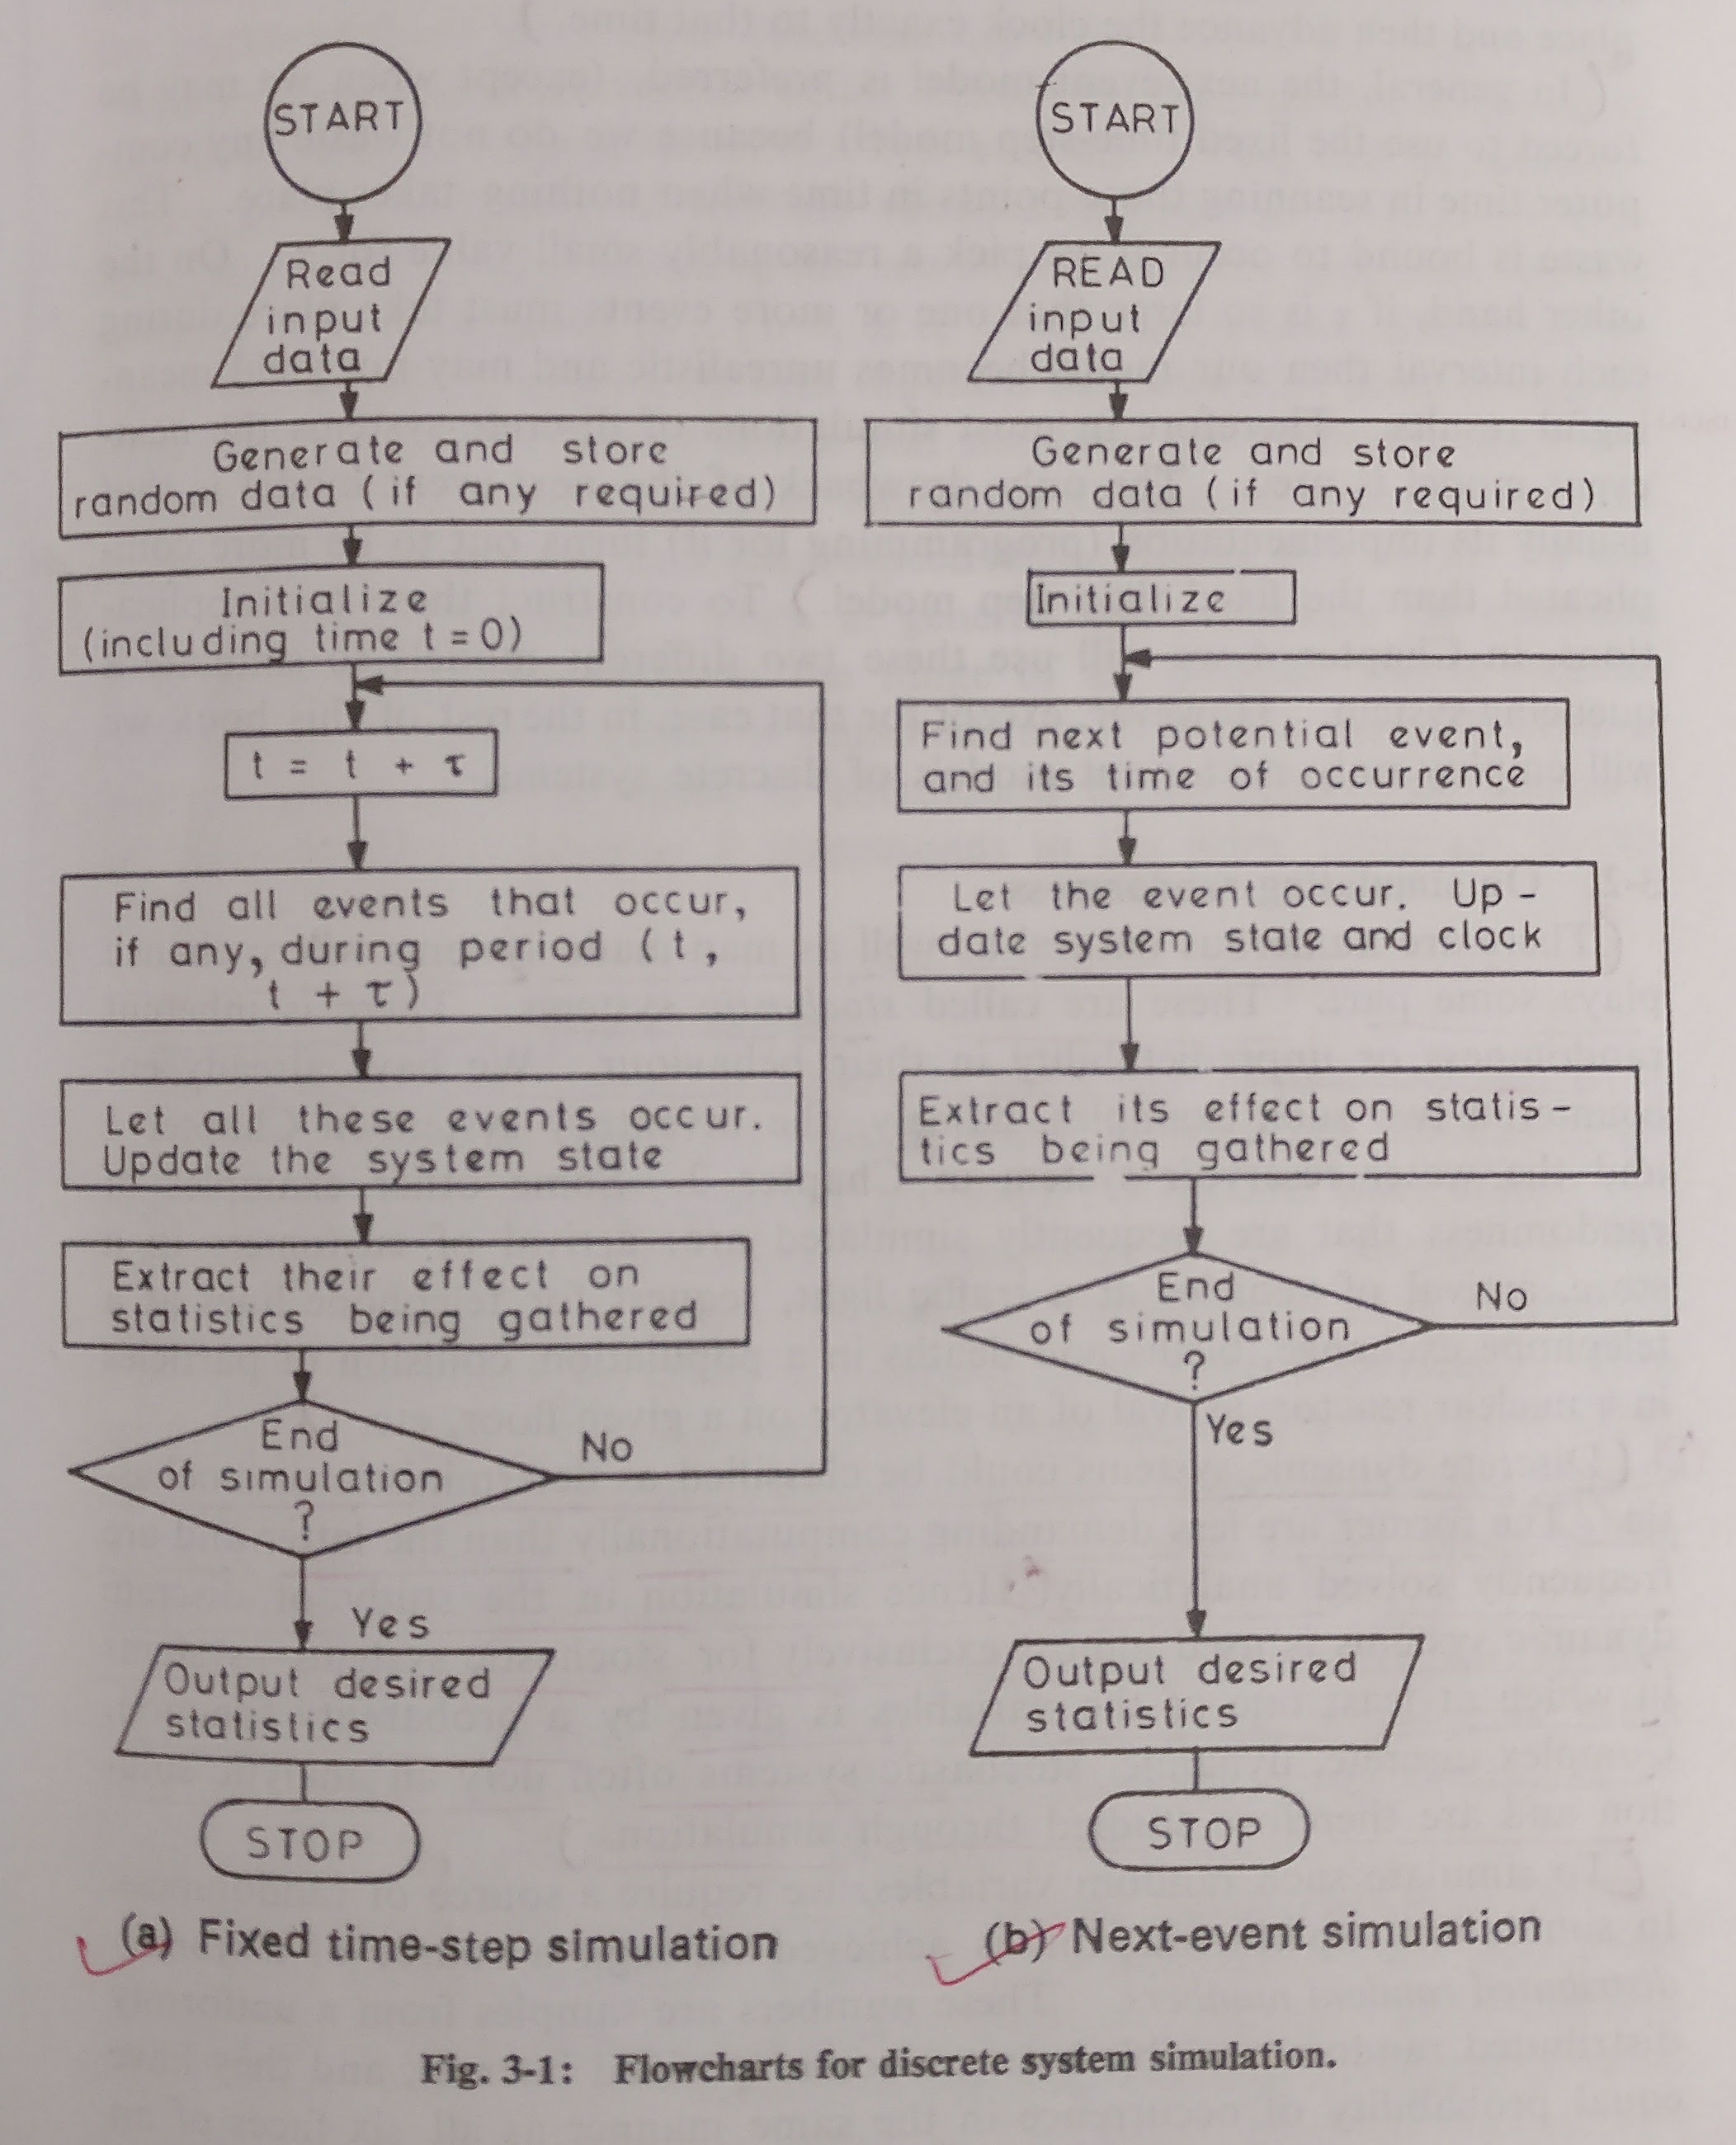 START
Read
input
data
Generate and store
random data (if any required)
Initialize
(including time t = 0)
t = t + τ
Find all events that occur,
if any, during period (t,
t + τ)
Let all these events occur.
Update the system state
Extract their effect on
statistics being gathered
End
of simulation
?
No
Yes
Output desired
statistics
STOP
(a) Fixed time-step simulation
START
READ
input
data
Generate and store
random data (if any required)
Initialize
Find next potential event,
and its time of occurrence
Let the event occur. Up-
date system state and clock
Extract its effect on statis-
tics being gathered
End
of simulation
?
No
Yes
Output desired
statistics
STOP
(b) Next-event simulation
Fig. 3-1: Flowcharts for discrete system simulation.